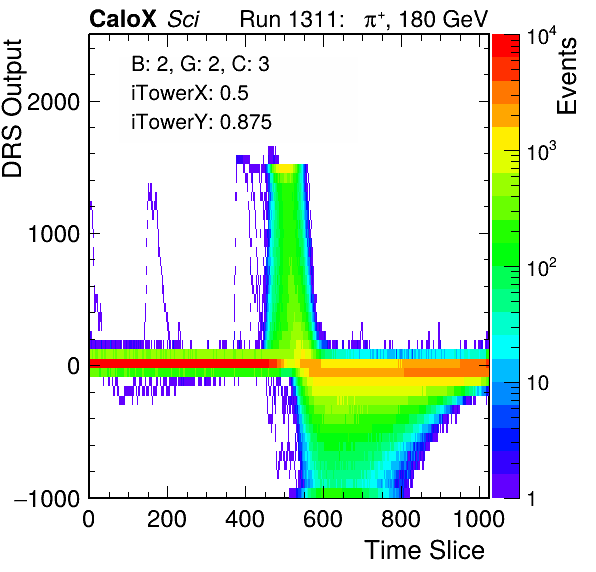 CaloX Sci Run 1311: π⁺, 180 GeV
B: 2, G: 2, C: 3
iTowerX: 0.5
iTowerY: 0.875
DRS Output
2000
1000
0
−1000
0 200 400 600 800 1000
Time Slice
Events
10⁴
10³
10²
10
1